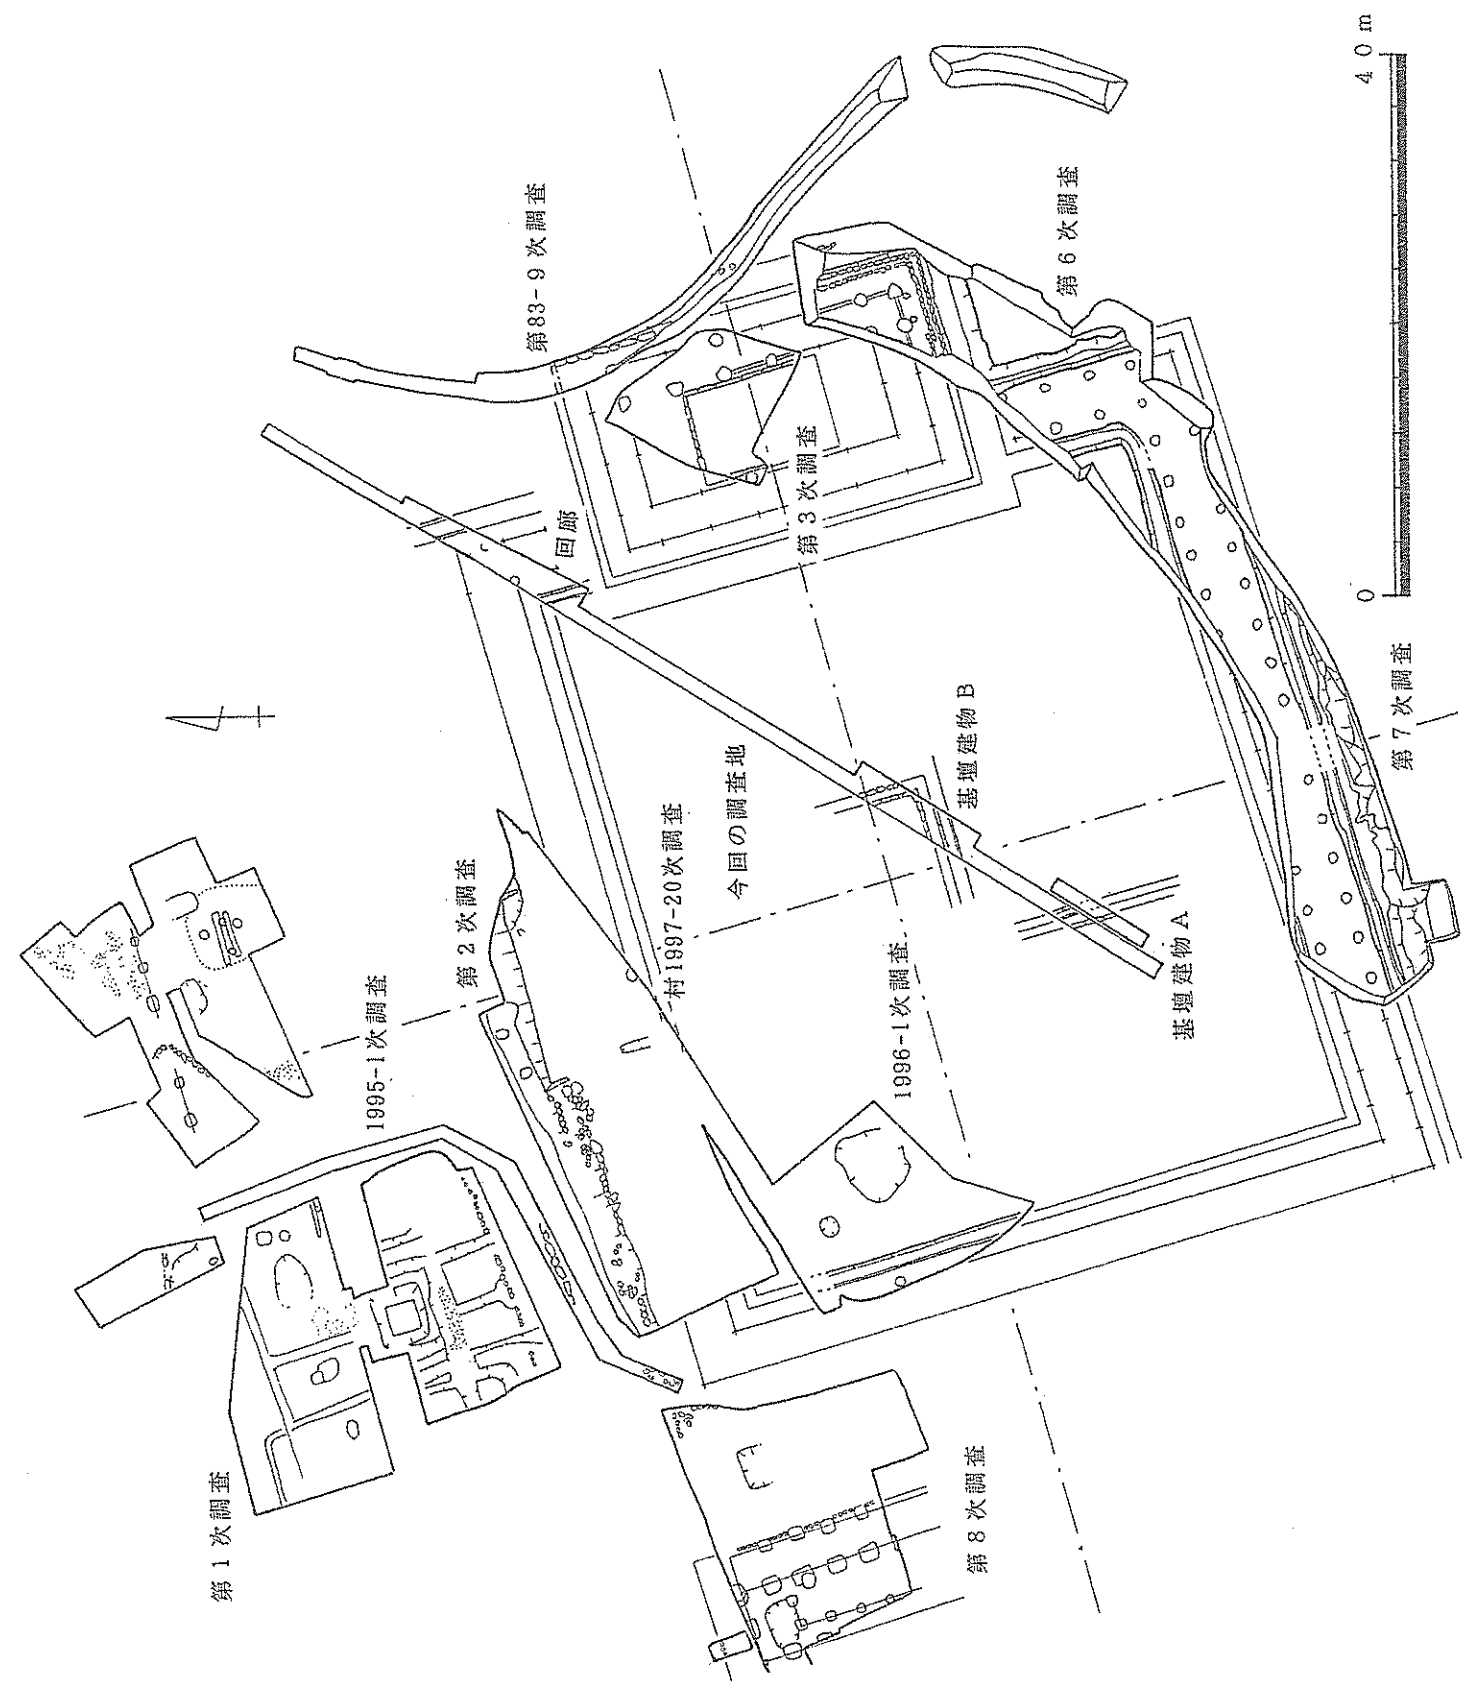 第1次調査
第8次調査
1995-1次調査
第2次調査
1996-1次調査
基壇建物A
村1997-20次調査
今回の調査地
基壇建物B
第7次調査
回廊
第3次調査
第83-9次調査
第6次調査
0
40m